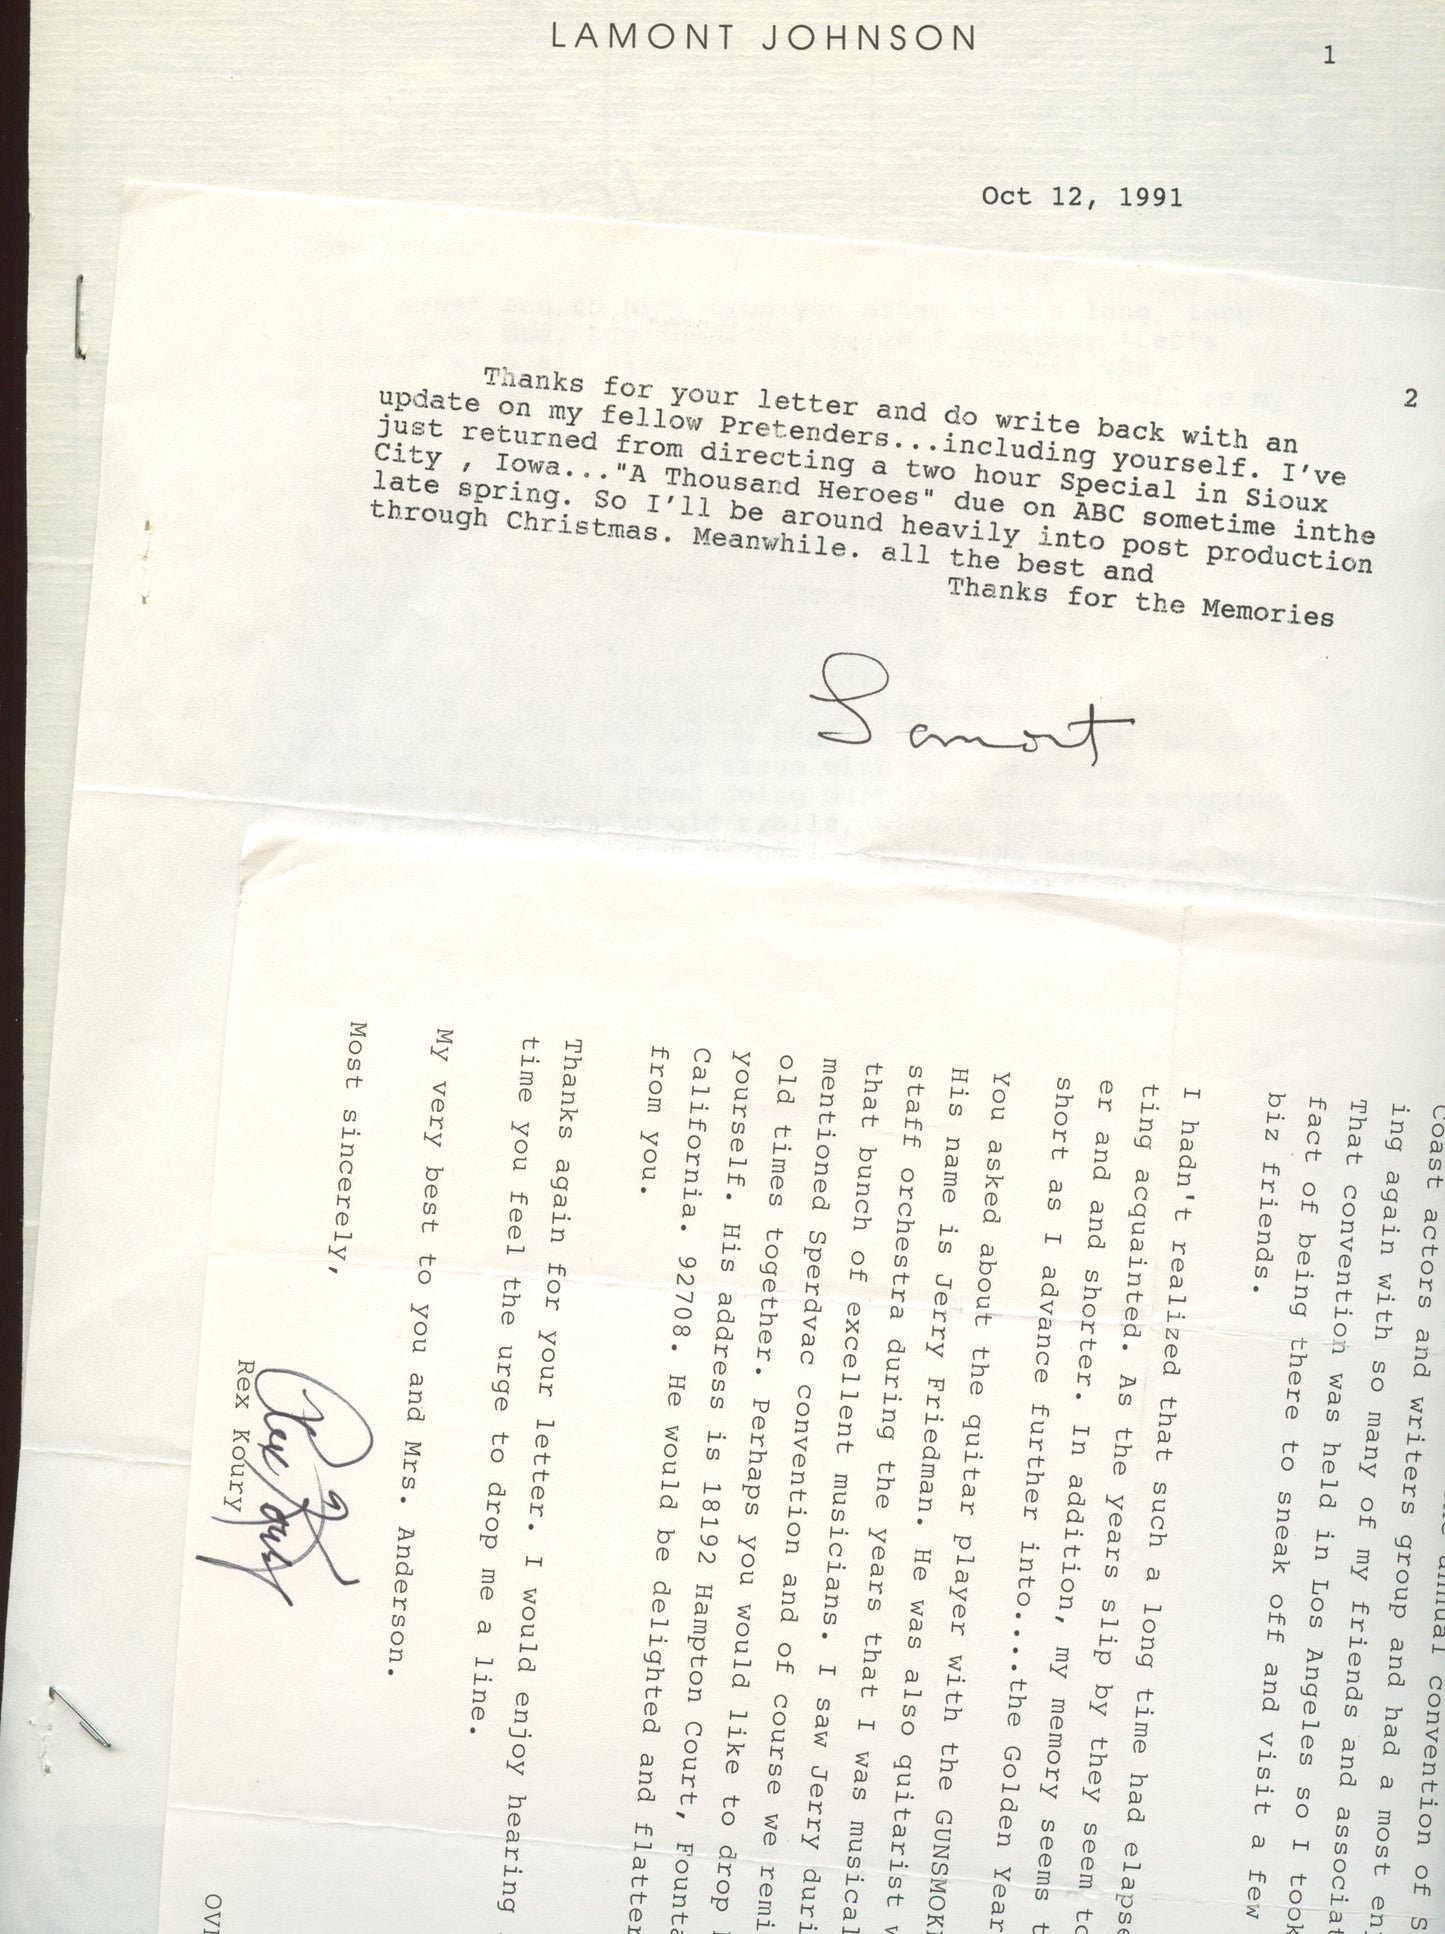 LAMONT JOHNSON
1
Oct 12, 1991
2
Thanks for your letter and do write back with an
update on my fellow Pretenders...including yourself. I've
just returned from directing a two hour Special in Sioux
City , Iowa..."A Thousand Heroes" due on ABC sometime inthe
late spring. So I'll be around heavily into post production
through Christmas. Meanwhile. all the best and
Thanks for the Memories
Lamont
annual convention of S
Coast actors and writers group and had a most en
ing again with so many of my friends and associat
That convention was held in Los Angeles so I took
fact of being there to sneak off and visit a few
biz friends.
I hadn't realized that such a long time had elapse
ting acquainted. As the years slip by they seem to
er and and shorter. In addition, my memory seems t
short as I advance further into....the Golden Year
You asked about the quitar player with the GUNSMOK
His name is Jerry Friedman. He was also quitarist w
staff orchestra during the years that I was musical
that bunch of excellent musicians. I saw Jerry duri
mentioned Sperdvac convention and of course we remi
old times together. Perhaps you would like to drop
yourself. His address is 18192 Hampton Court, Founta
California. 92708. He would be delighted and flatter
from you.
Thanks again for your letter. I would enjoy hearing
time you feel the urge to drop me a line.
My very best to you and Mrs. Anderson.
Most sincerely,
Rex Koury
Rex Koury
OVE